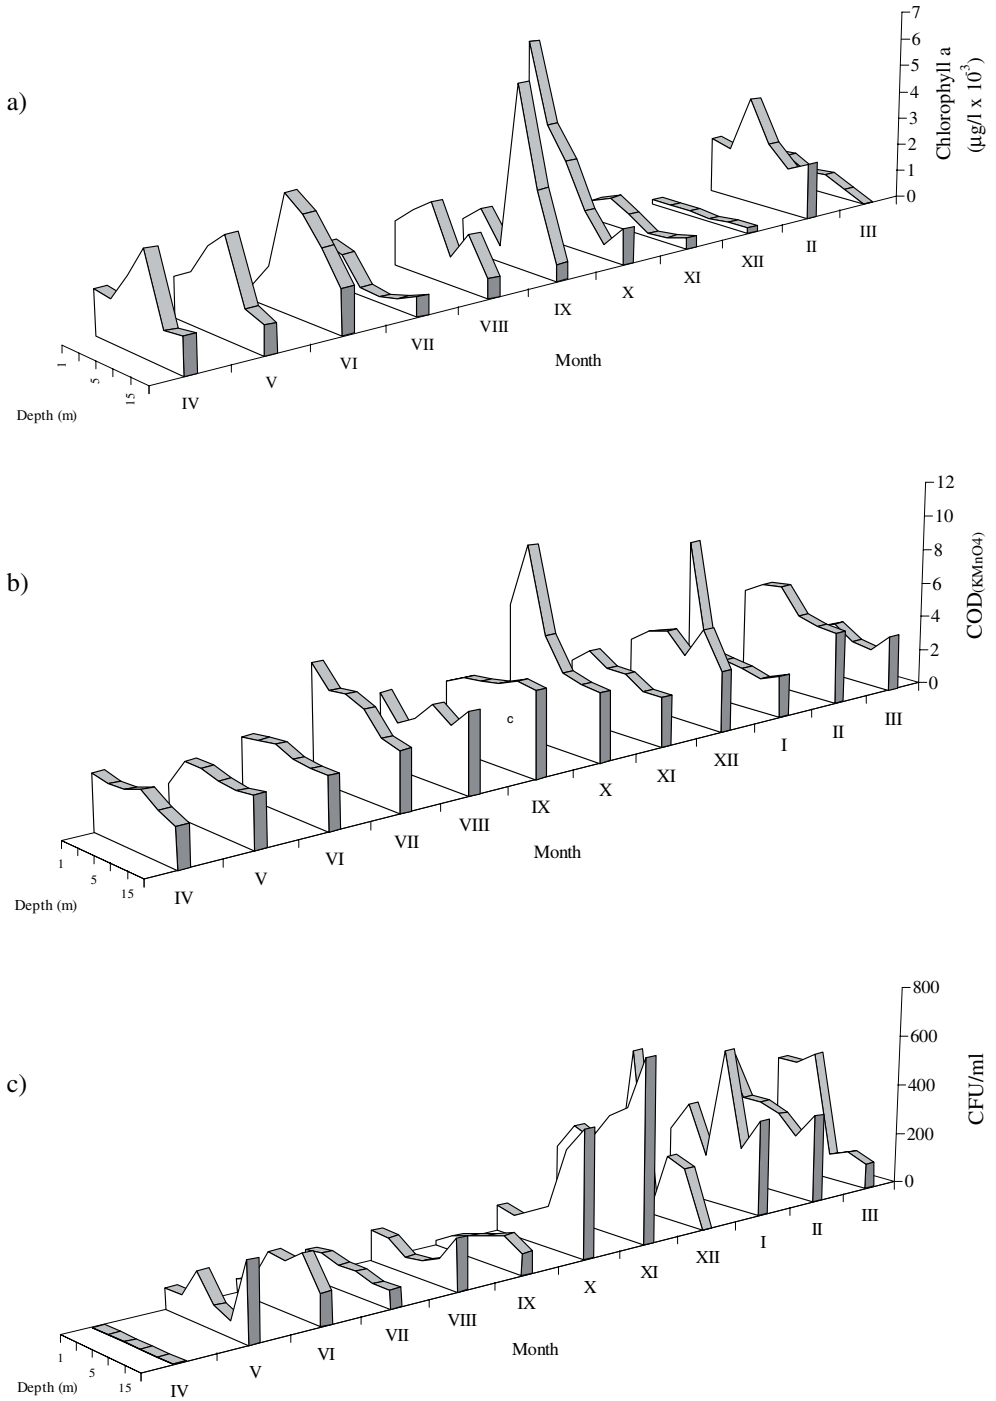 a)
7
6
5
4
3
2
1
0
Chlorophyll a
(µg/l x 10⁻³)
IV
V
VI
VII
VIII
IX
X
XI
XII
II
III
Month
1
5
15
Depth (m)
b)
12
10
8
6
4
2
0
COD(KMnO4)
c
IV
V
VI
VII
VIII
IX
X
XI
XII
I
II
III
Month
1
5
15
Depth (m)
c)
800
600
400
200
0
CFU/ml
IV
V
VI
VII
VIII
IX
X
XI
XII
I
II
III
Month
1
5
15
Depth (m)